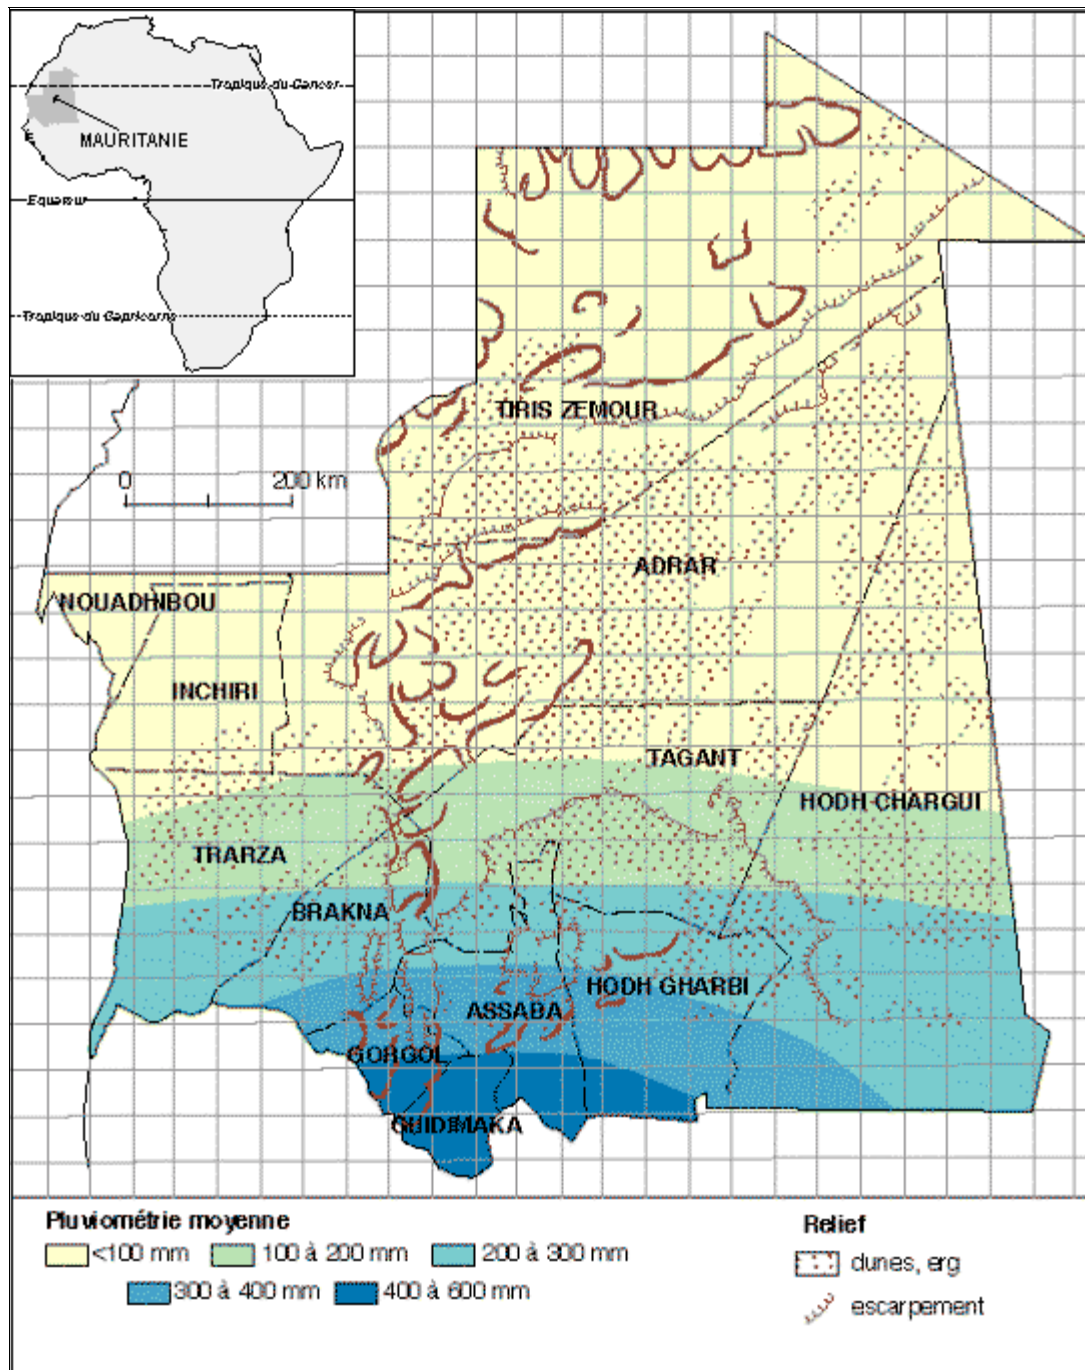 Tropique du Cancer
MAURITANIE
Equateur
Tropique du Capricorne
TIRIS ZEMOUR
0 200 km
ADRAR
NOUADHIBOU
INCHIRI
TAGANT
HODH CHARGUI
TRARZA
BRAKNA
HODH GHARBI
ASSABA
GORGOL
GUIDIMAKA
Pluviométrie moyenne
<100 mm 100 à 200 mm 200 à 300 mm
300 à 400 mm 400 à 600 mm
Relief
dunes, erg
escarpement